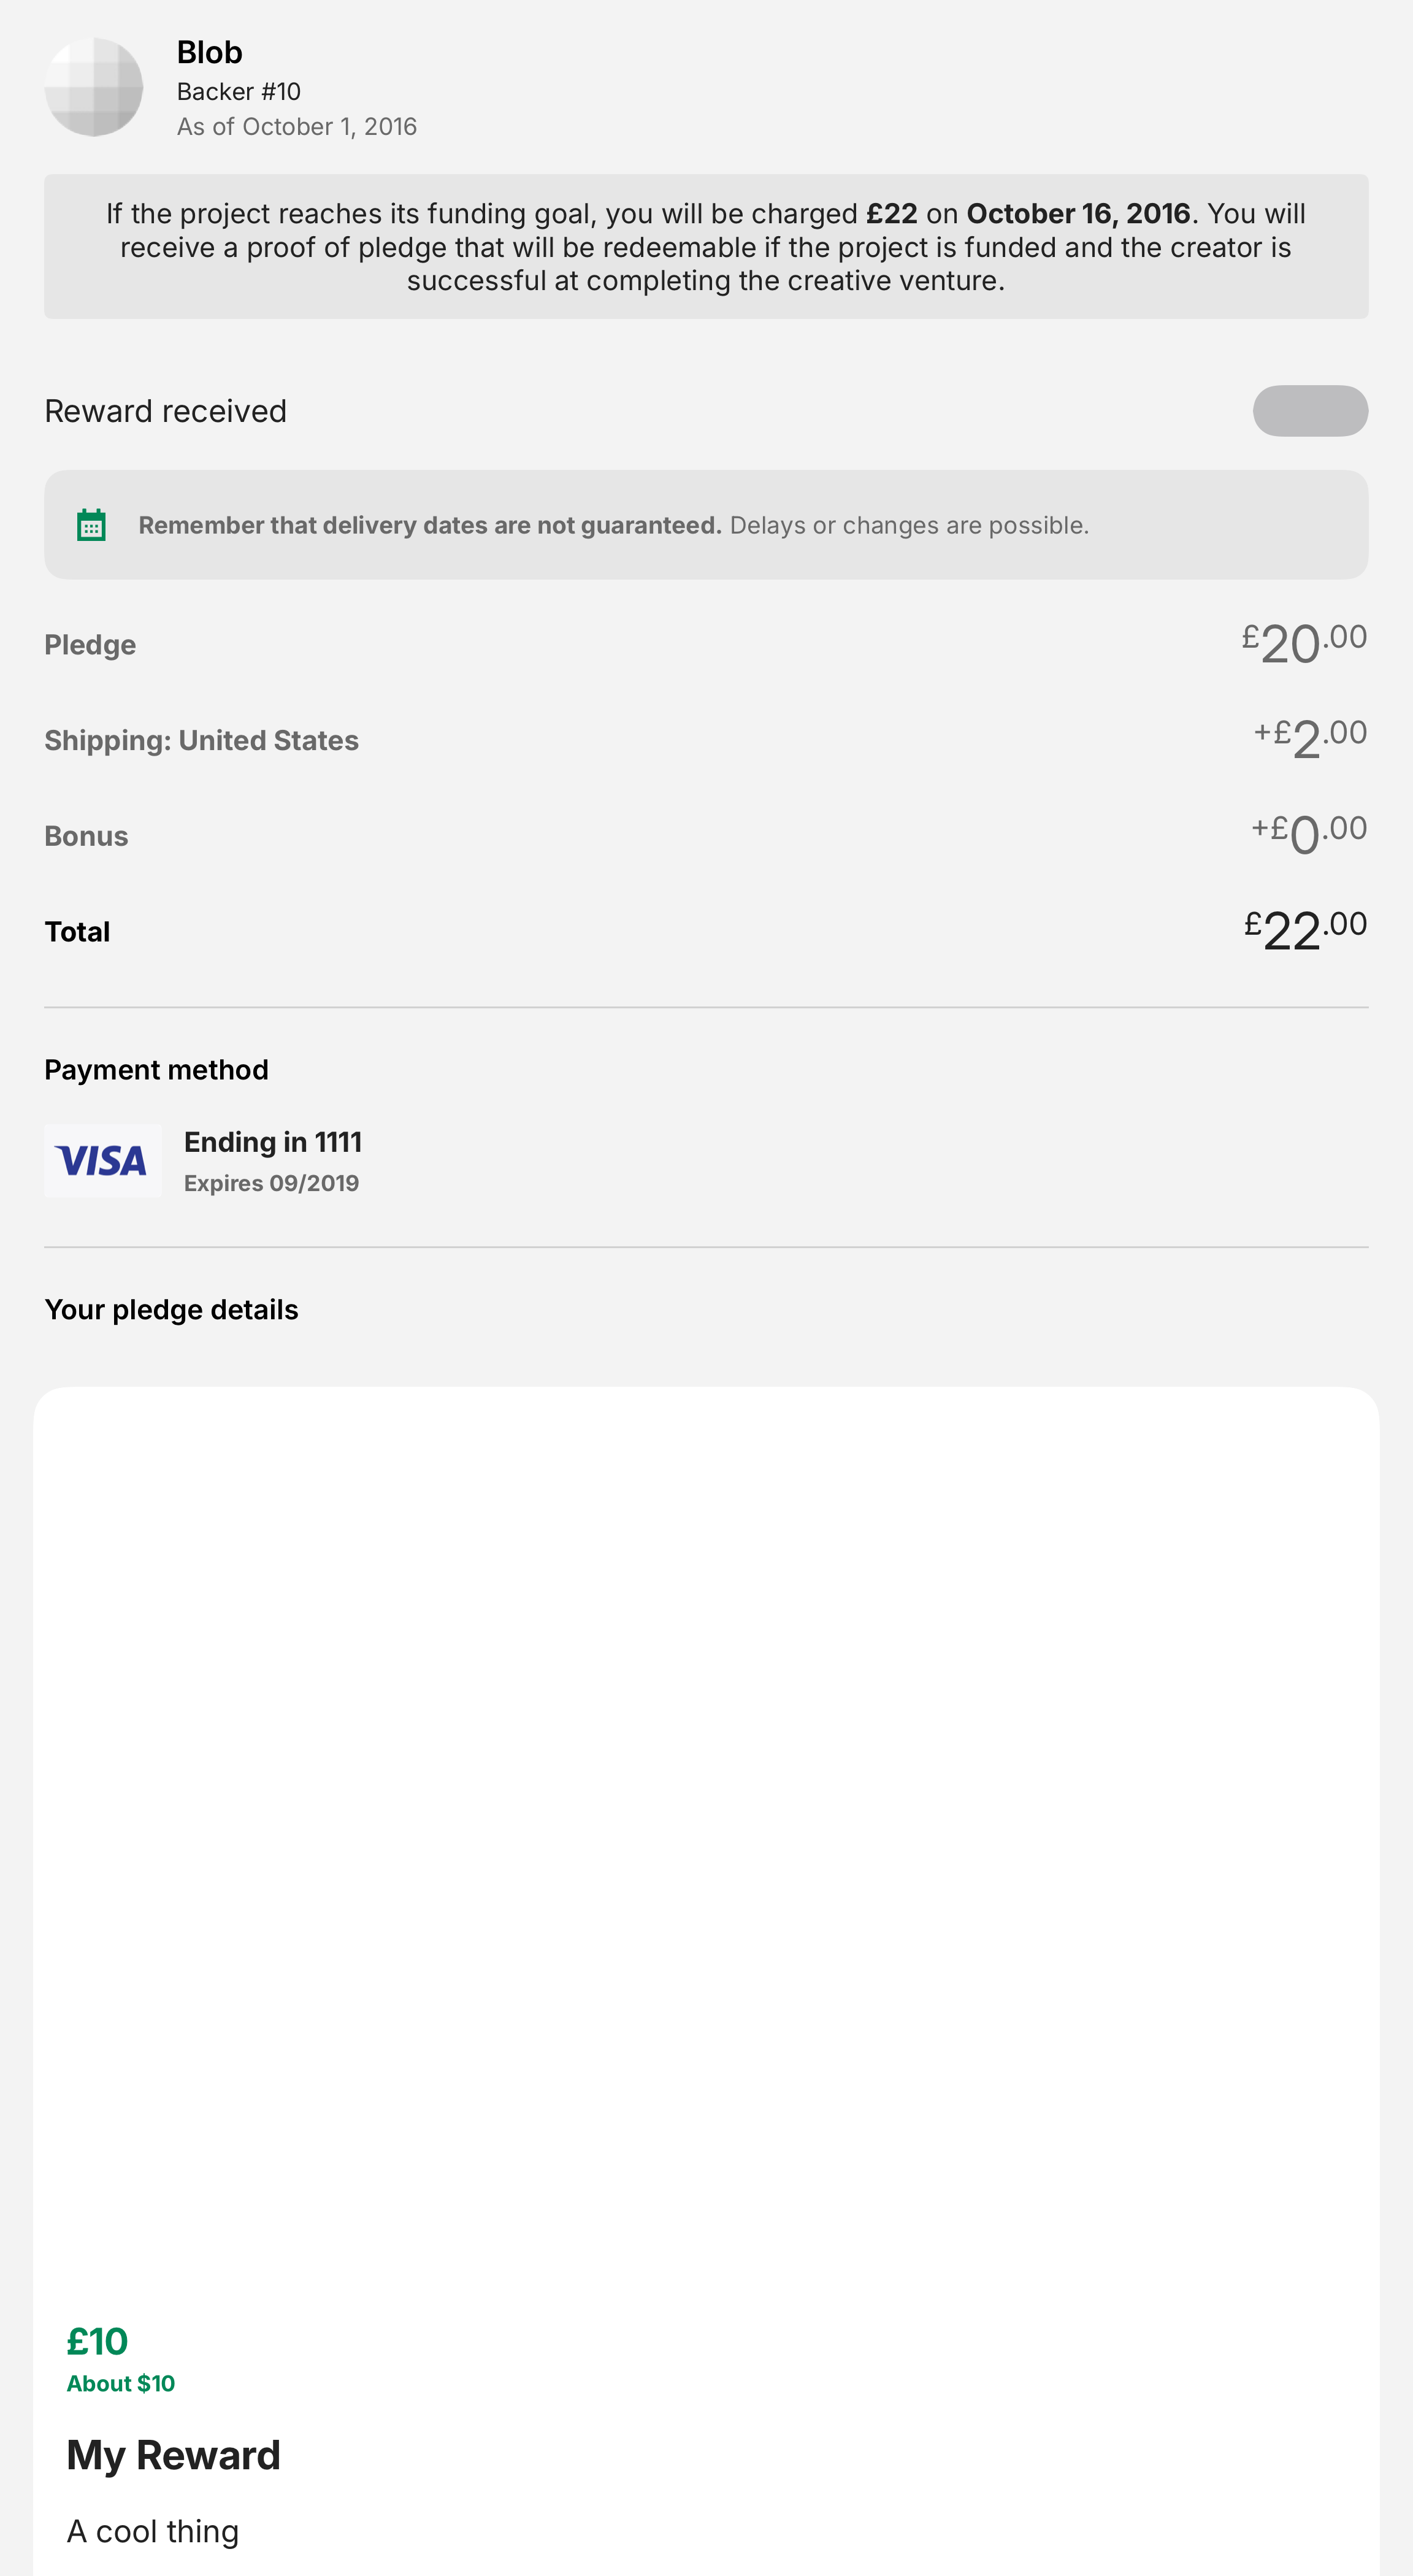 Blob
Backer #10
As of October 1, 2016
If the project reaches its funding goal, you will be charged £22 on October 16, 2016. You will
receive a proof of pledge that will be redeemable if the project is funded and the creator is
successful at completing the creative venture.
Reward received
Remember that delivery dates are not guaranteed. Delays or changes are possible.
Pledge £20.00
Shipping: United States +£2.00
Bonus +£0.00
Total £22.00
Payment method
VISA
Ending in 1111
Expires 09/2019
Your pledge details
£10
About $10
My Reward
A cool thing